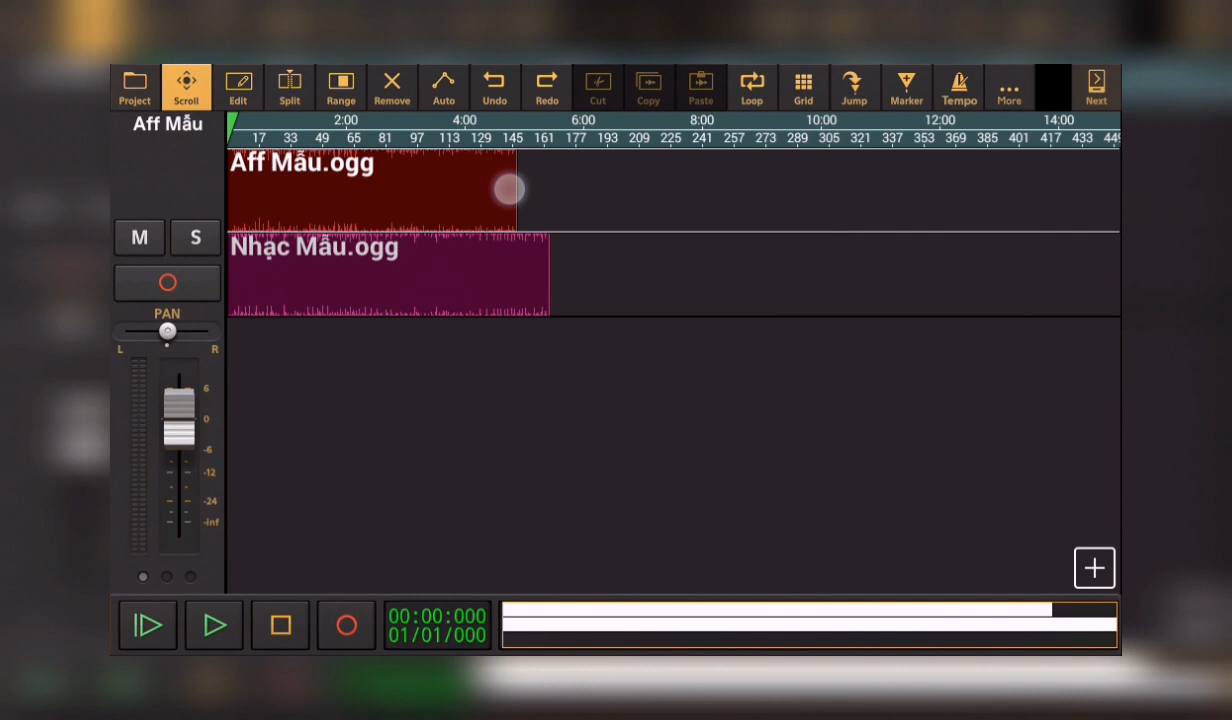 Project Scroll Edit Split Range Remove Auto Undo Redo Cut Copy Paste Loop Grid Jump Marker Tempo More Next
Aff Mẫu
2:00 4:00 6:00 8:00 10:00 12:00 14:00
17 33 49 65 81 97 113 129 145 161 177 193 209 225 241 257 273 289 305 321 337 353 369 385 401 417 433 449
Aff Mẫu.ogg
M S
Nhạc Mẫu.ogg
PAN
L R
6
0
-6
-12
-24
-inf
00:00:000
01/01/000